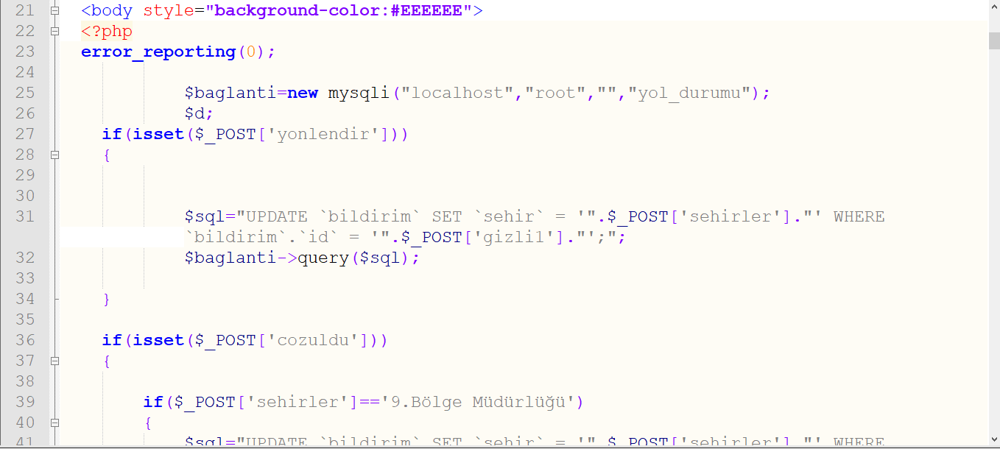 21 <body style="background-color:#EEEEEE">
22 <?php
23 error_reporting(0);
24
25 $baglanti=new mysqli("localhost","root","","yol_durumu");
26 $d;
27 if(isset($_POST['yonlendir']))
28 {
29
30
31 $sql="UPDATE `bildirim` SET `sehir` = '".$_POST['sehirler']."' WHERE
`bildirim`.`id` = '".$_POST['gizli1']."';";
32 $baglanti->query($sql);
33
34 }
35
36 if(isset($_POST['cozuldu']))
37 {
38
39 if($_POST['sehirler']=='9.Bölge Müdürlüğü')
40 {
41 $sql="UPDATE `bildirim` SET `sehir` = '".$_POST['sehirler']."' WHERE